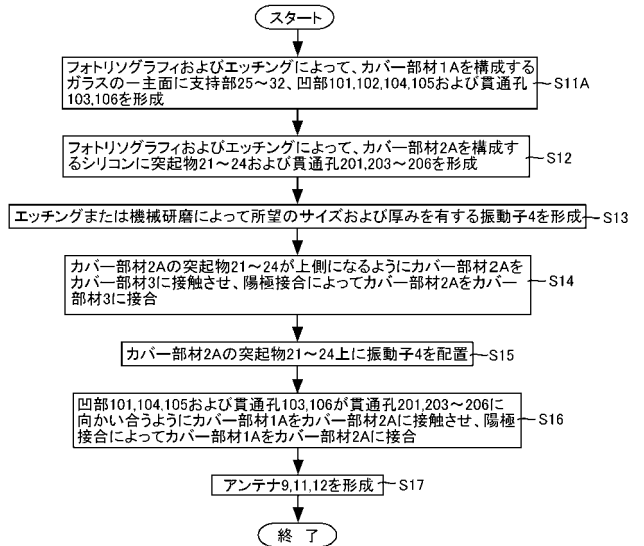 スタート
フォトリソグラフィおよびエッチングによって、カバー部材1Aを構成する
ガラスの一主面に支持部25～32、凹部101,102,104,105および貫通孔
103,106を形成
S11A
フォトリソグラフィおよびエッチングによって、カバー部材2Aを構成す
るシリコンに突起物21～24および貫通孔201,203～206を形成
S12
エッチングまたは機械研磨によって所望のサイズおよび厚みを有する振動子4を形成
S13
カバー部材2Aの突起物21～24が上側になるようにカバー部材2Aを
カバー部材3に接触させ、陽極接合によってカバー部材2Aをカバー
部材3に接合
S14
カバー部材2Aの突起物21～24上に振動子4を配置
S15
凹部101,104,105および貫通孔103,106が貫通孔201,203～206に
向かい合うようにカバー部材1Aをカバー部材2Aに接触させ、陽極
接合によってカバー部材1Aをカバー部材2Aに接合
S16
アンテナ9,11,12を形成
S17
終了